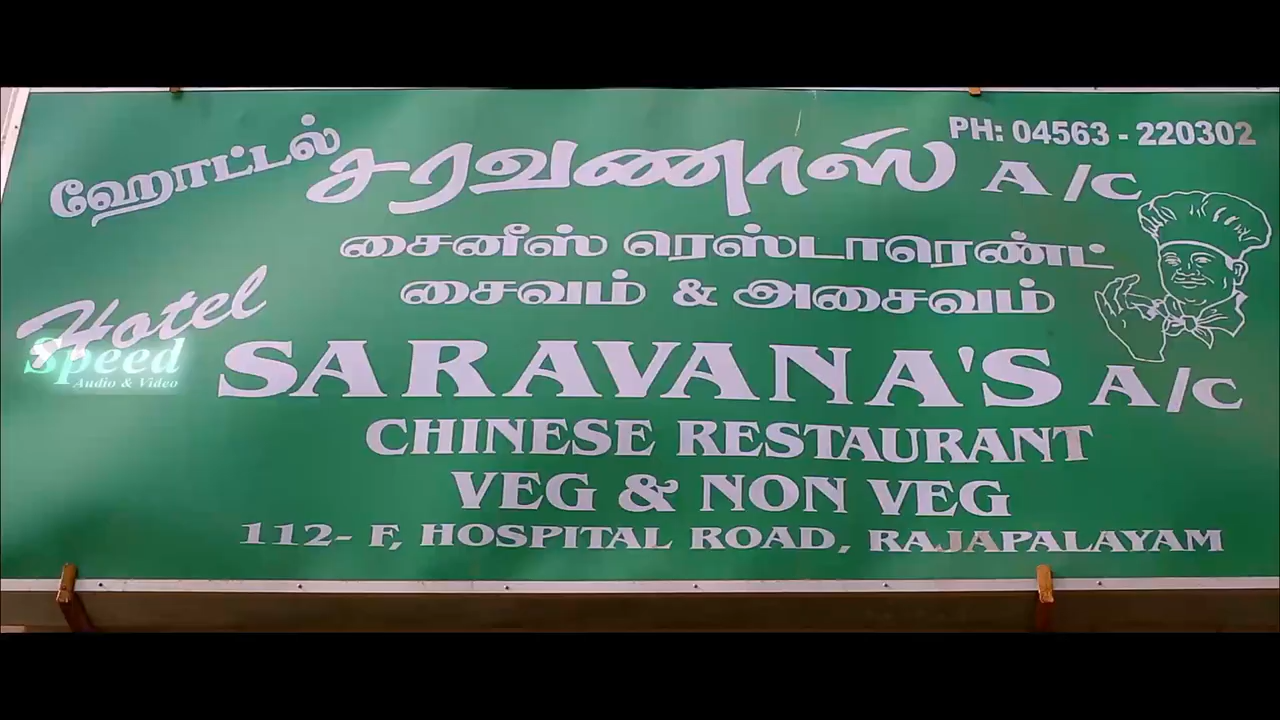 PH: 04563 - 220302
ஹோட்டல் சரவணாஸ் A/C
சைனீஸ் ரெஸ்டாரெண்ட்
சைவம் & அசைவம்
Hotel
Speed
Audio & Video
SARAVANA'S A/C
CHINESE RESTAURANT
VEG & NON VEG
112- F, HOSPITAL ROAD, RAJAPALAYAM